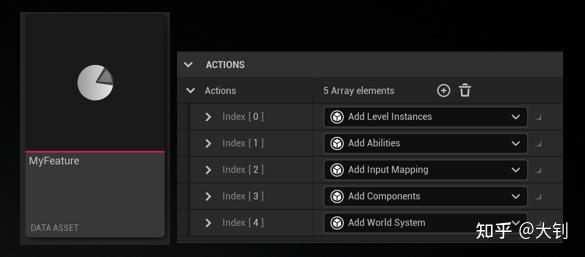 MyFeature
DATA ASSET
ACTIONS
Actions 5 Array elements
Index [ 0 ] Add Level Instances
Index [ 1 ] Add Abilities
Index [ 2 ] Add Input Mapping
Index [ 3 ] Add Components
Index [ 4 ] Add World System
知乎 @大钊